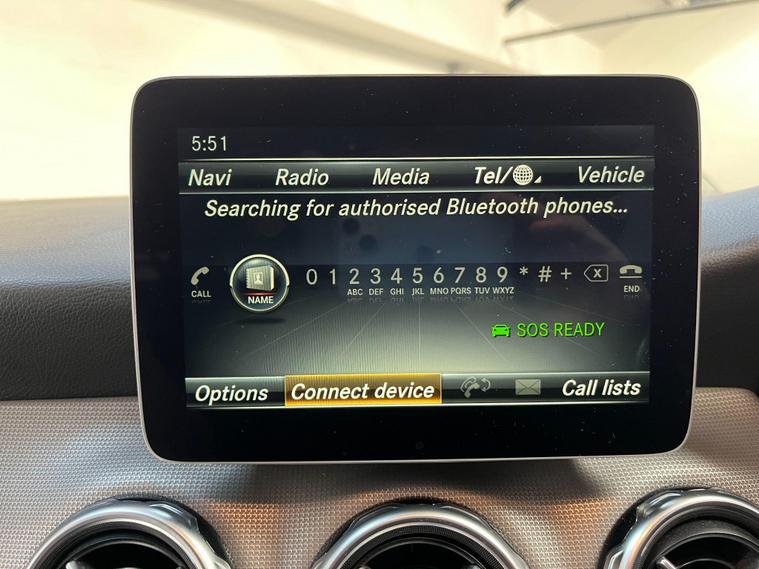 5:51
Navi Radio Media Tel/ Vehicle
Searching for authorised Bluetooth phones...
CALL NAME 0 1 2 3 4 5 6 7 8 9 * # + END
ABC DEF GHI JKL MNO PQRS TUV WXYZ
SOS READY
Options Connect device Call lists